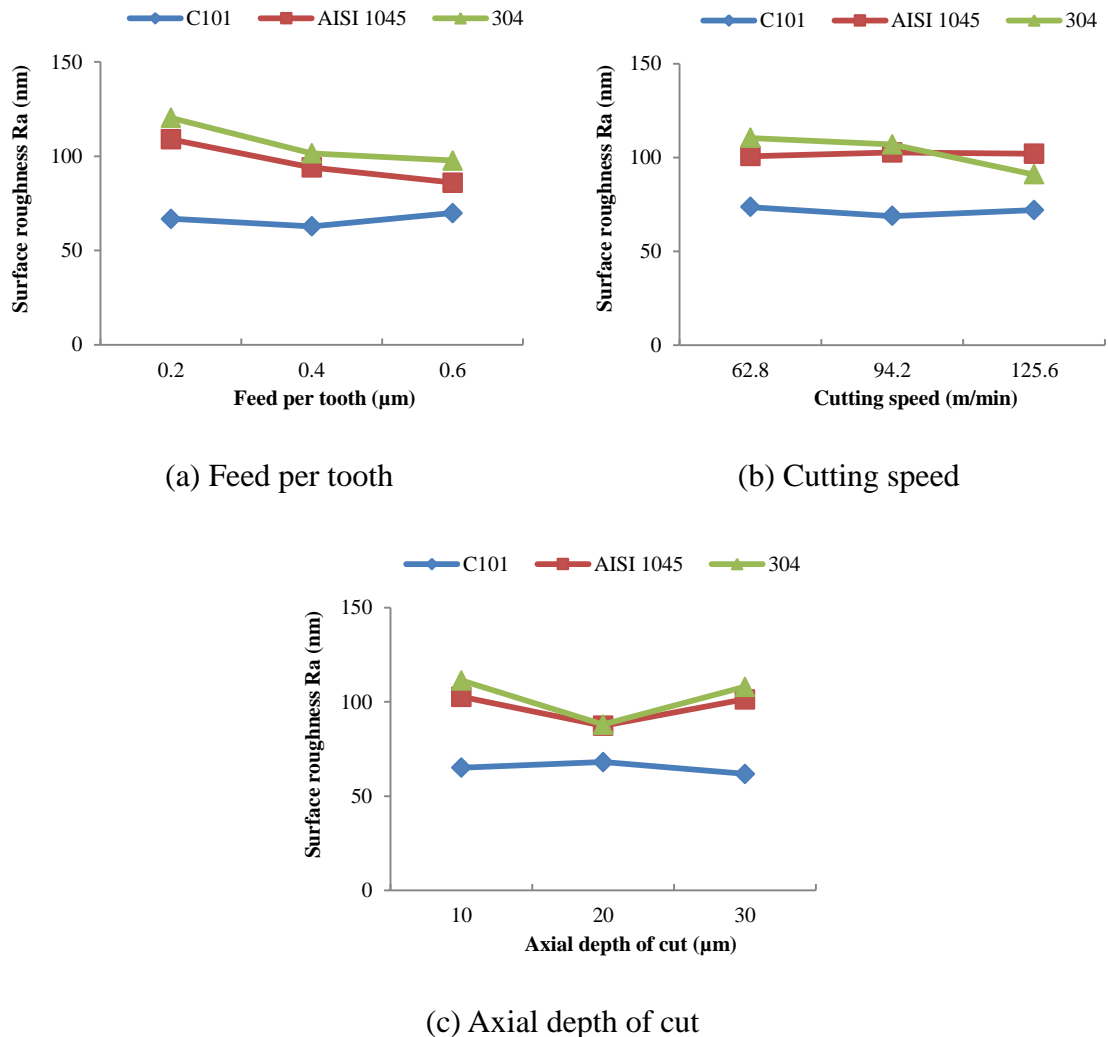 C101 AISI 1045 304
Surface roughness Ra (nm)
150
100
50
0
0.2 0.4 0.6
Feed per tooth (µm)
(a) Feed per tooth
C101 AISI 1045 304
Surface roughness Ra (nm)
150
100
50
0
62.8 94.2 125.6
Cutting speed (m/min)
(b) Cutting speed
C101 AISI 1045 304
Surface roughness Ra (nm)
150
100
50
0
10 20 30
Axial depth of cut (µm)
(c) Axial depth of cut